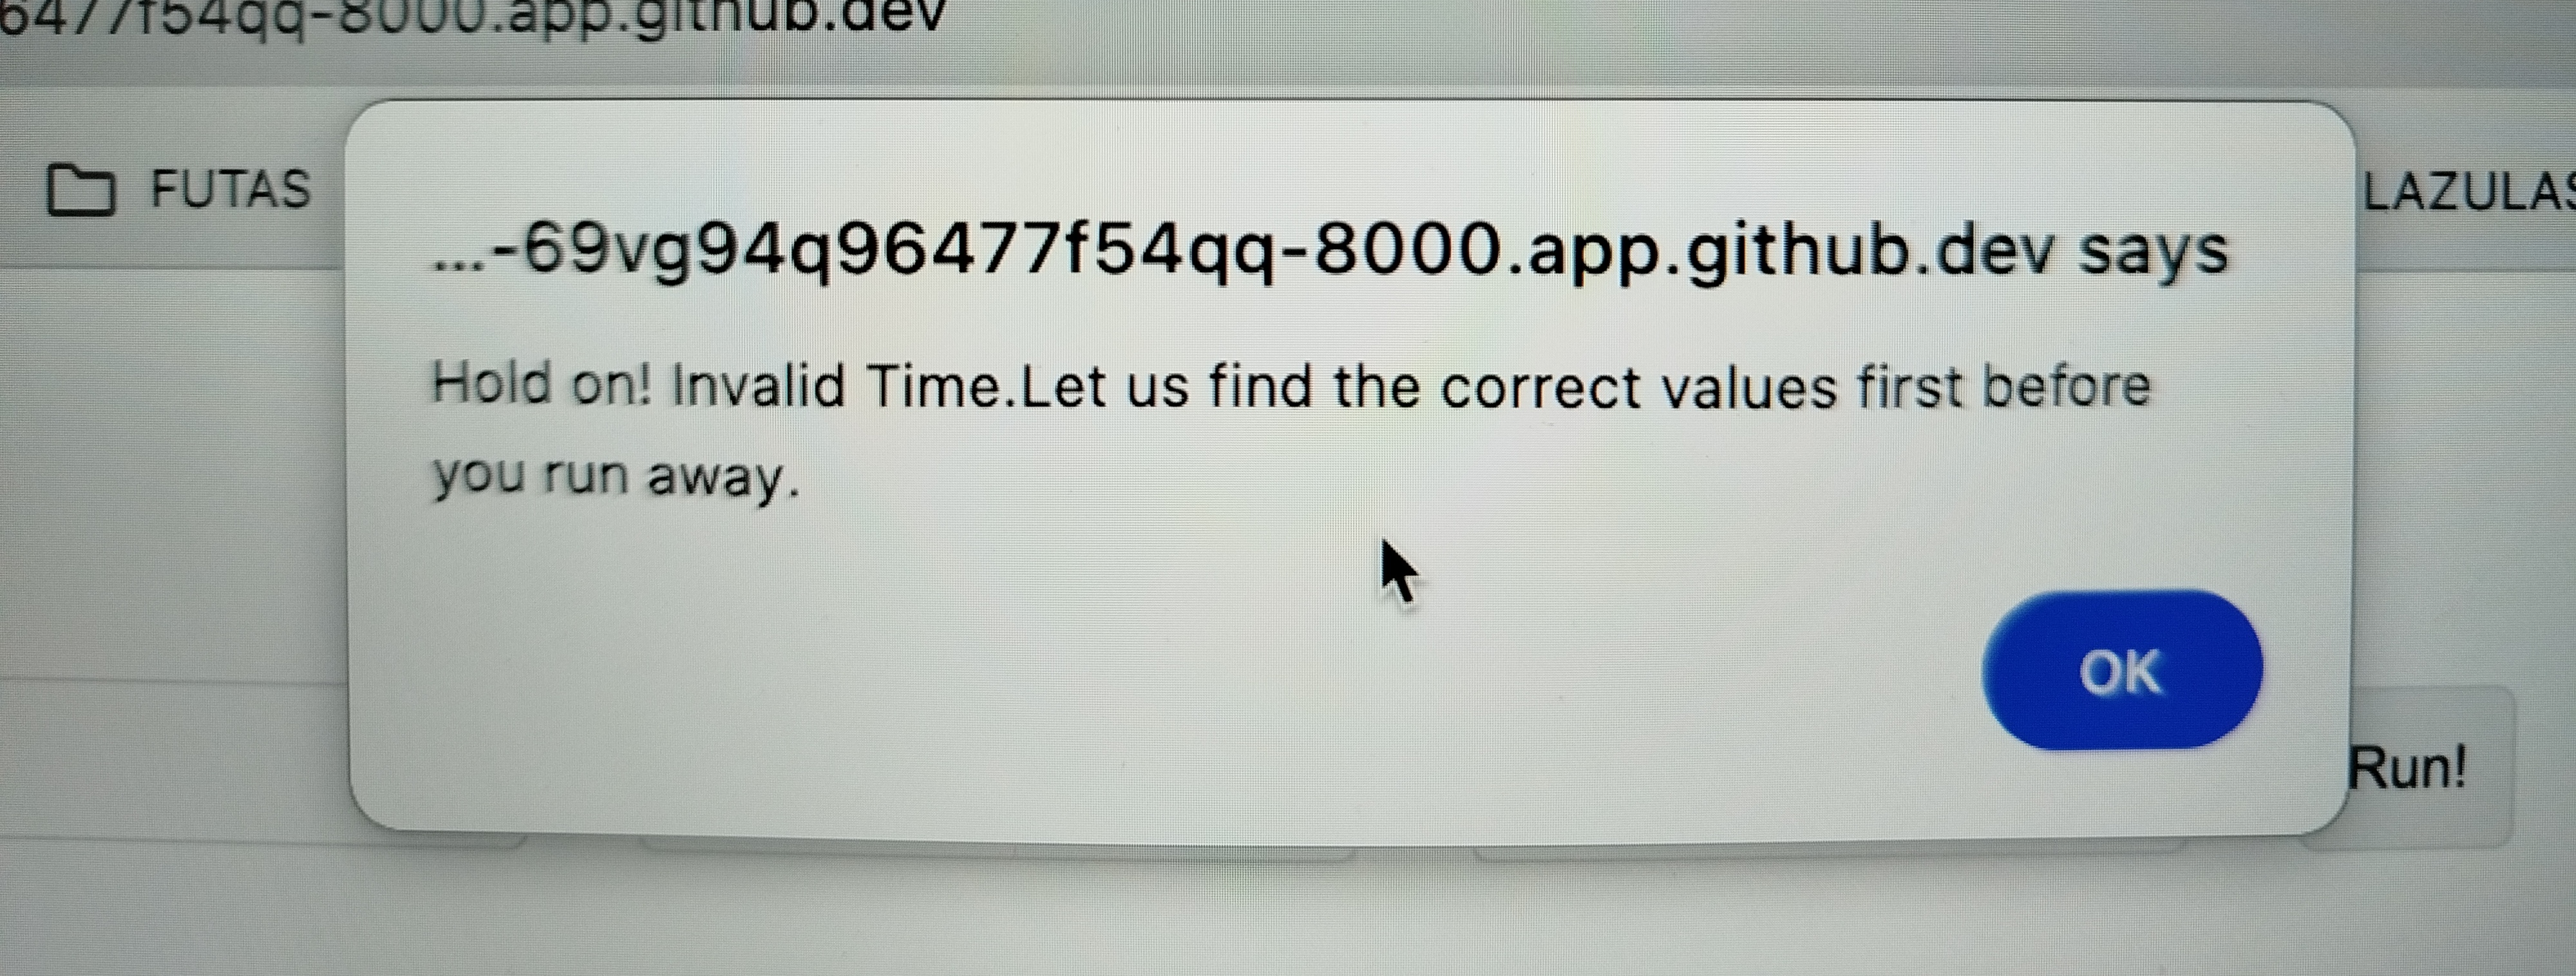 6477f54qq-8000.app.github.dev
FUTAS
LAZULAS
...-69vg94q96477f54qq-8000.app.github.dev says
Hold on! Invalid Time.Let us find the correct values first before
you run away.
OK
Run!